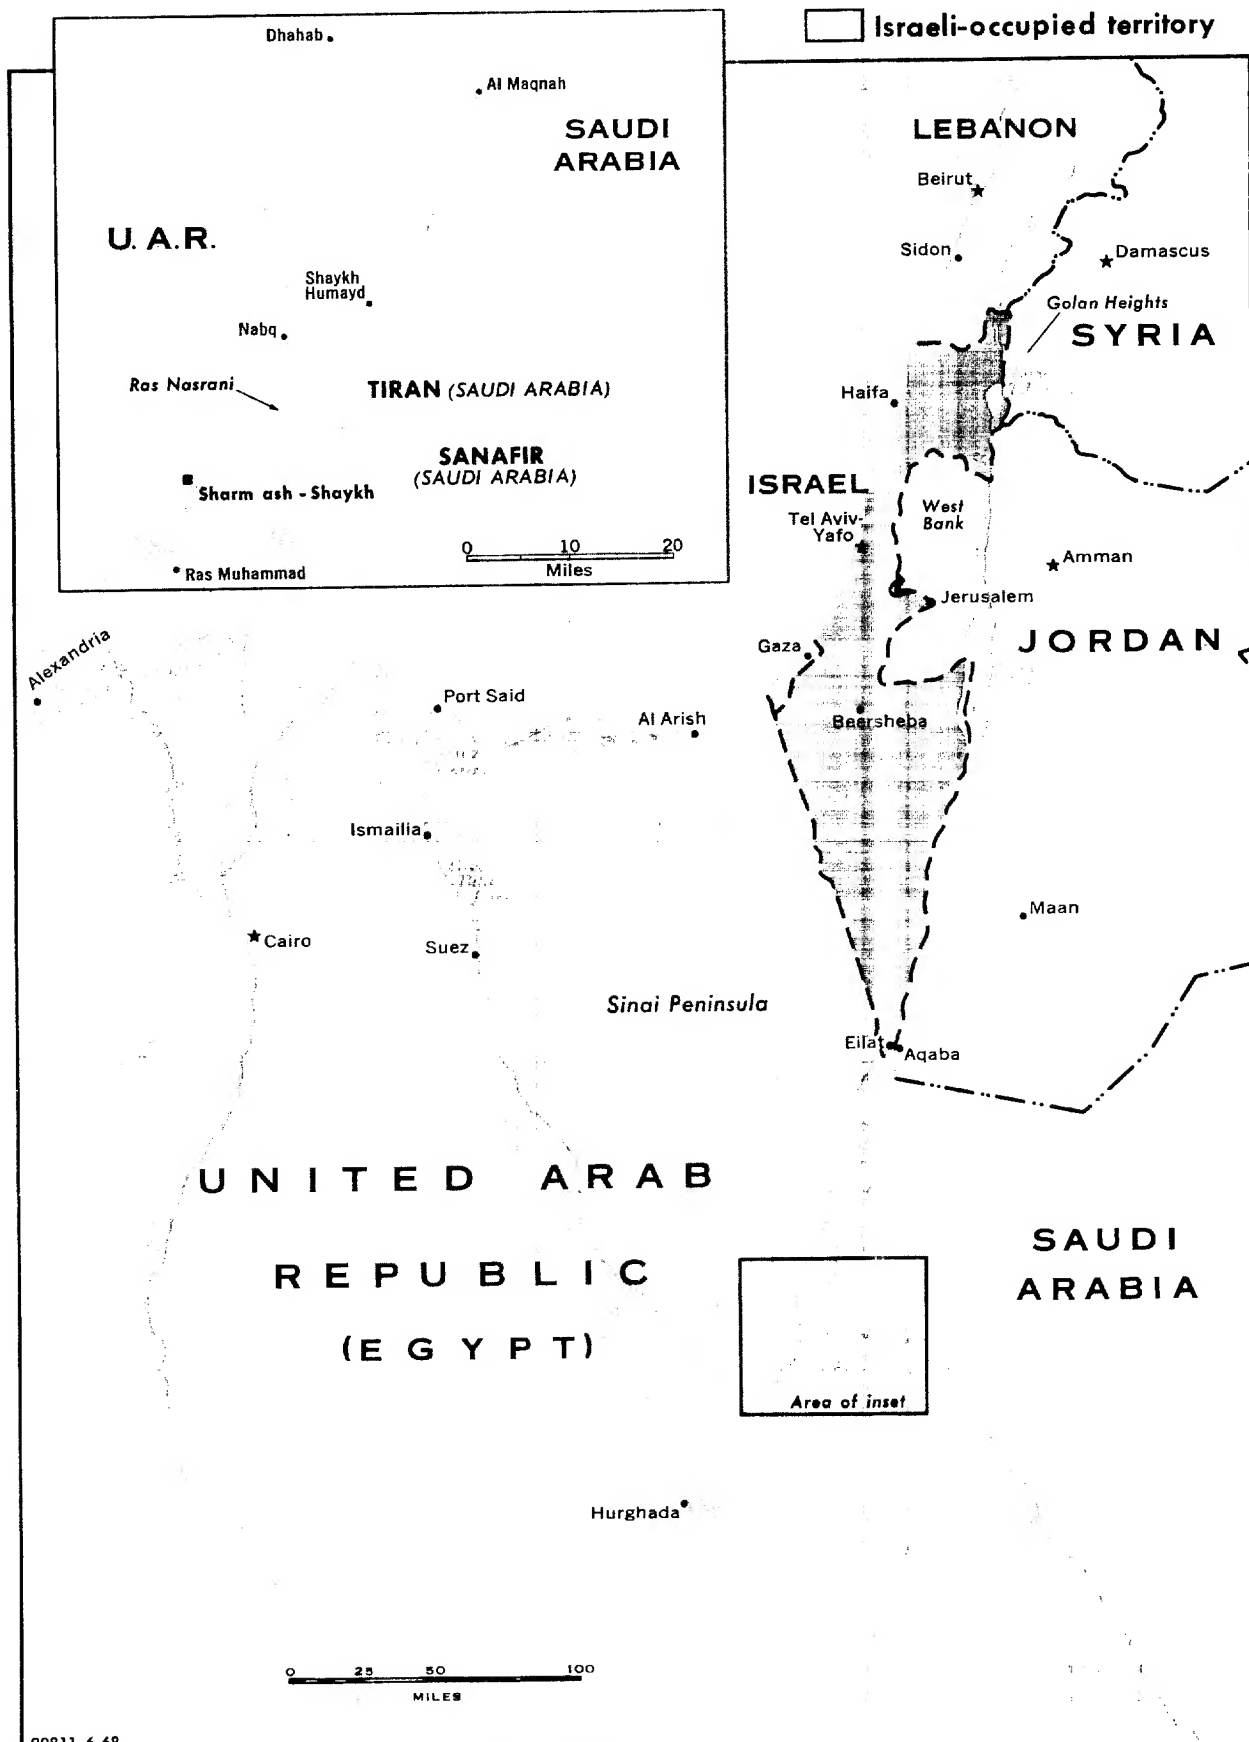 Israeli-occupied territory
Dhahab
Al Maqnah
SAUDI
ARABIA
U.A.R.
Shaykh
Humayd
Nabq
Ras Nasrani
TIRAN (SAUDI ARABIA)
SANAFIR
(SAUDI ARABIA)
Sharm ash-Shaykh
0 10 20
Miles
Ras Muhammad
LEBANON
Beirut
Sidon
Damascus
Golan Heights
SYRIA
Haifa
ISRAEL
Tel Aviv-
Yafo
West
Bank
Amman
Jerusalem
JORDAN
Gaza
Alexandria
Port Said
Al Arish
Beersheba
Ismailia
Maan
Cairo
Suez
Sinai Peninsula
Eilat
Aqaba
UNITED ARAB
REPUBLIC
(EGYPT)
SAUDI
ARABIA
Area of inset
Hurghada
0 25 50 100
MILES